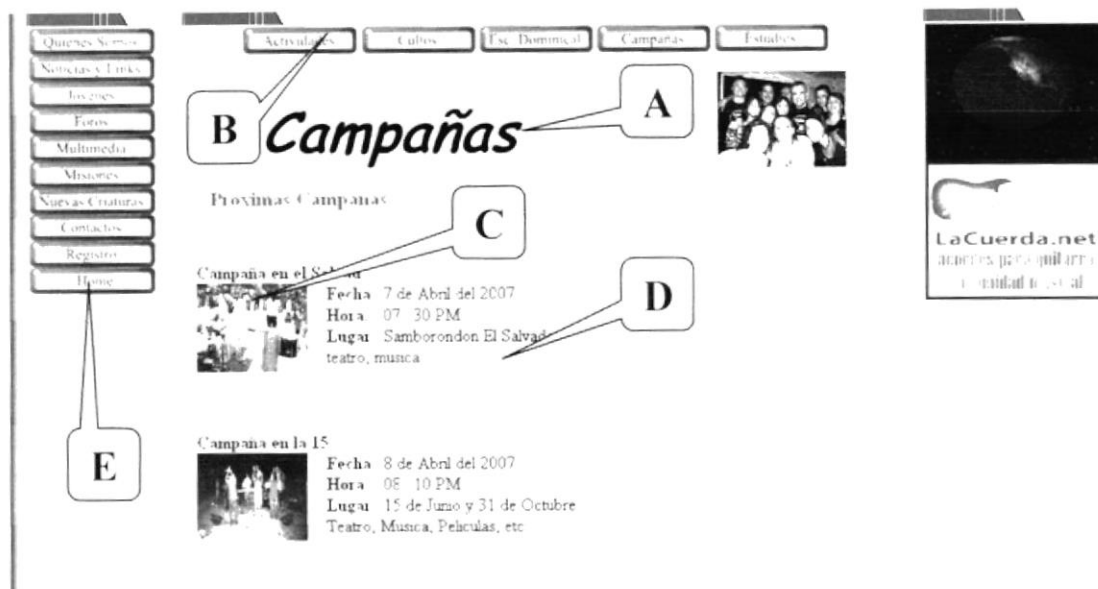 Quienes Somos
Noticias y Links
Jovenes
Foros
Multimedia
Misiones
Nuevas Criaturas
Contactos
Registro
Home
Actividades
Cultos
Esc. Dominical
Campañas
Estudios
A
B
Campañas
Proximas Campañas
C
Campaña en el
Fecha 7 de Abril del 2007
Hora 07 30 PM
Lugar Samborondon El Salvado
teatro, musica
D
Campaña en la 15
Fecha 8 de Abril del 2007
Hora 08 10 PM
Lugar 15 de Junio y 31 de Octubre
Teatro, Musica, Peliculas, etc
E
LaCuerda.net